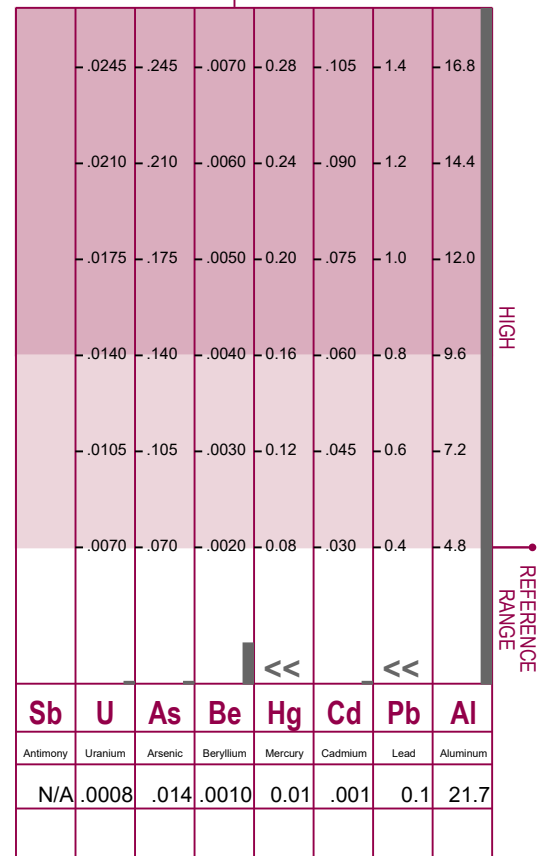 .0245 .245 .0070 0.28 .105 1.4 16.8
.0210 .210 .0060 0.24 .090 1.2 14.4
.0175 .175 .0050 0.20 .075 1.0 12.0
HIGH
.0140 .140 .0040 0.16 .060 0.8 9.6
.0105 .105 .0030 0.12 .045 0.6 7.2
.0070 .070 .0020 0.08 .030 0.4 4.8
REFERENCE
RANGE
<< <<
Sb U As Be Hg Cd Pb Al
Antimony Uranium Arsenic Beryllium Mercury Cadmium Lead Aluminum
N/A .0008 .014 .0010 0.01 .001 0.1 21.7